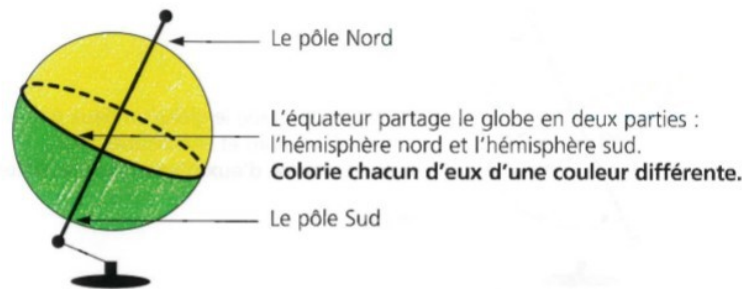 Le pôle Nord
L'équateur partage le globe en deux parties :
l'hémisphère nord et l'hémisphère sud.
Colorie chacun d'eux d'une couleur différente.
Le pôle Sud